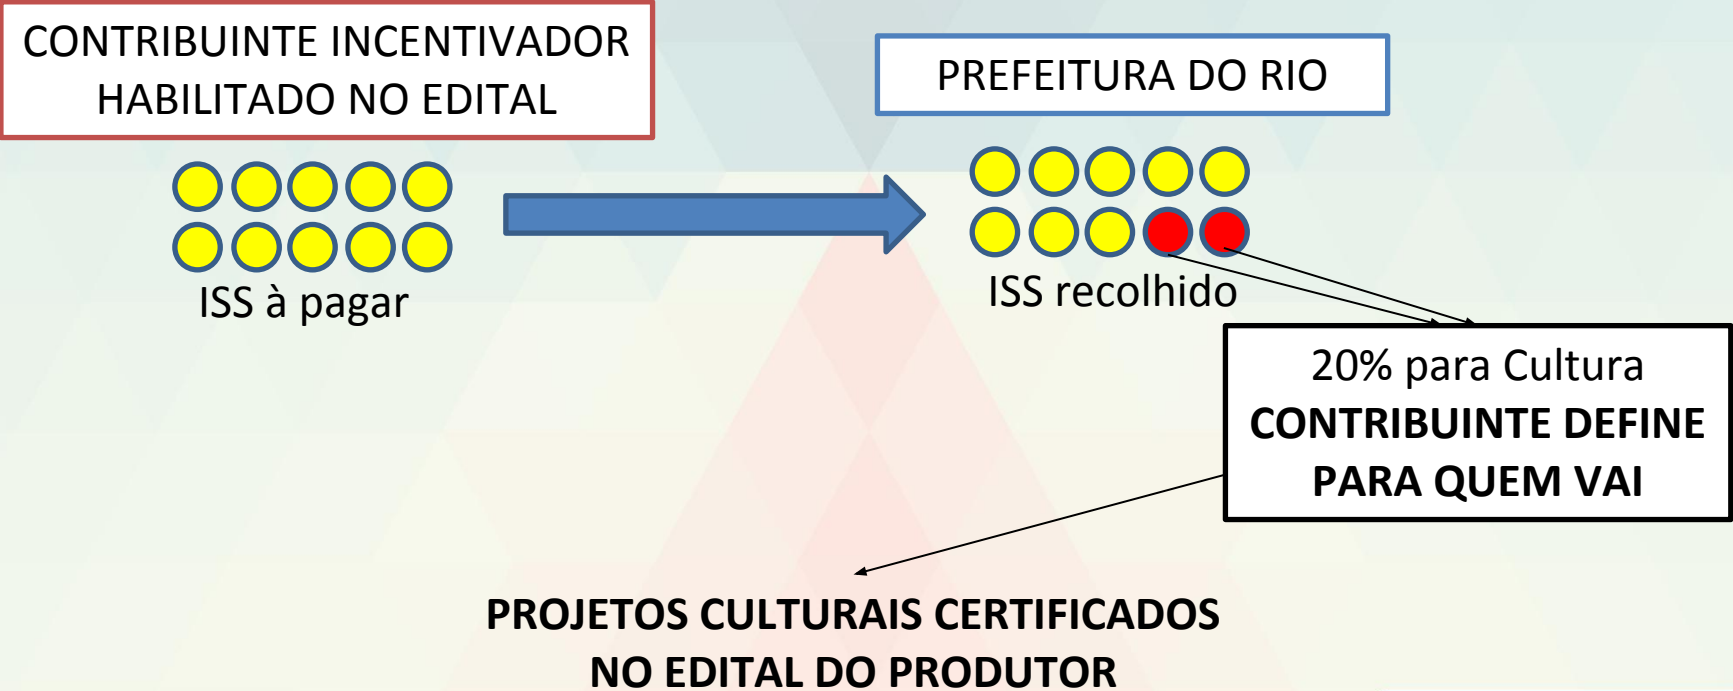 CONTRIBUINTE INCENTIVADOR
HABILITADO NO EDITAL
PREFEITURA DO RIO
ISS à pagar
ISS recolhido
20% para Cultura
CONTRIBUINTE DEFINE
PARA QUEM VAI
PROJETOS CULTURAIS CERTIFICADOS
NO EDITAL DO PRODUTOR